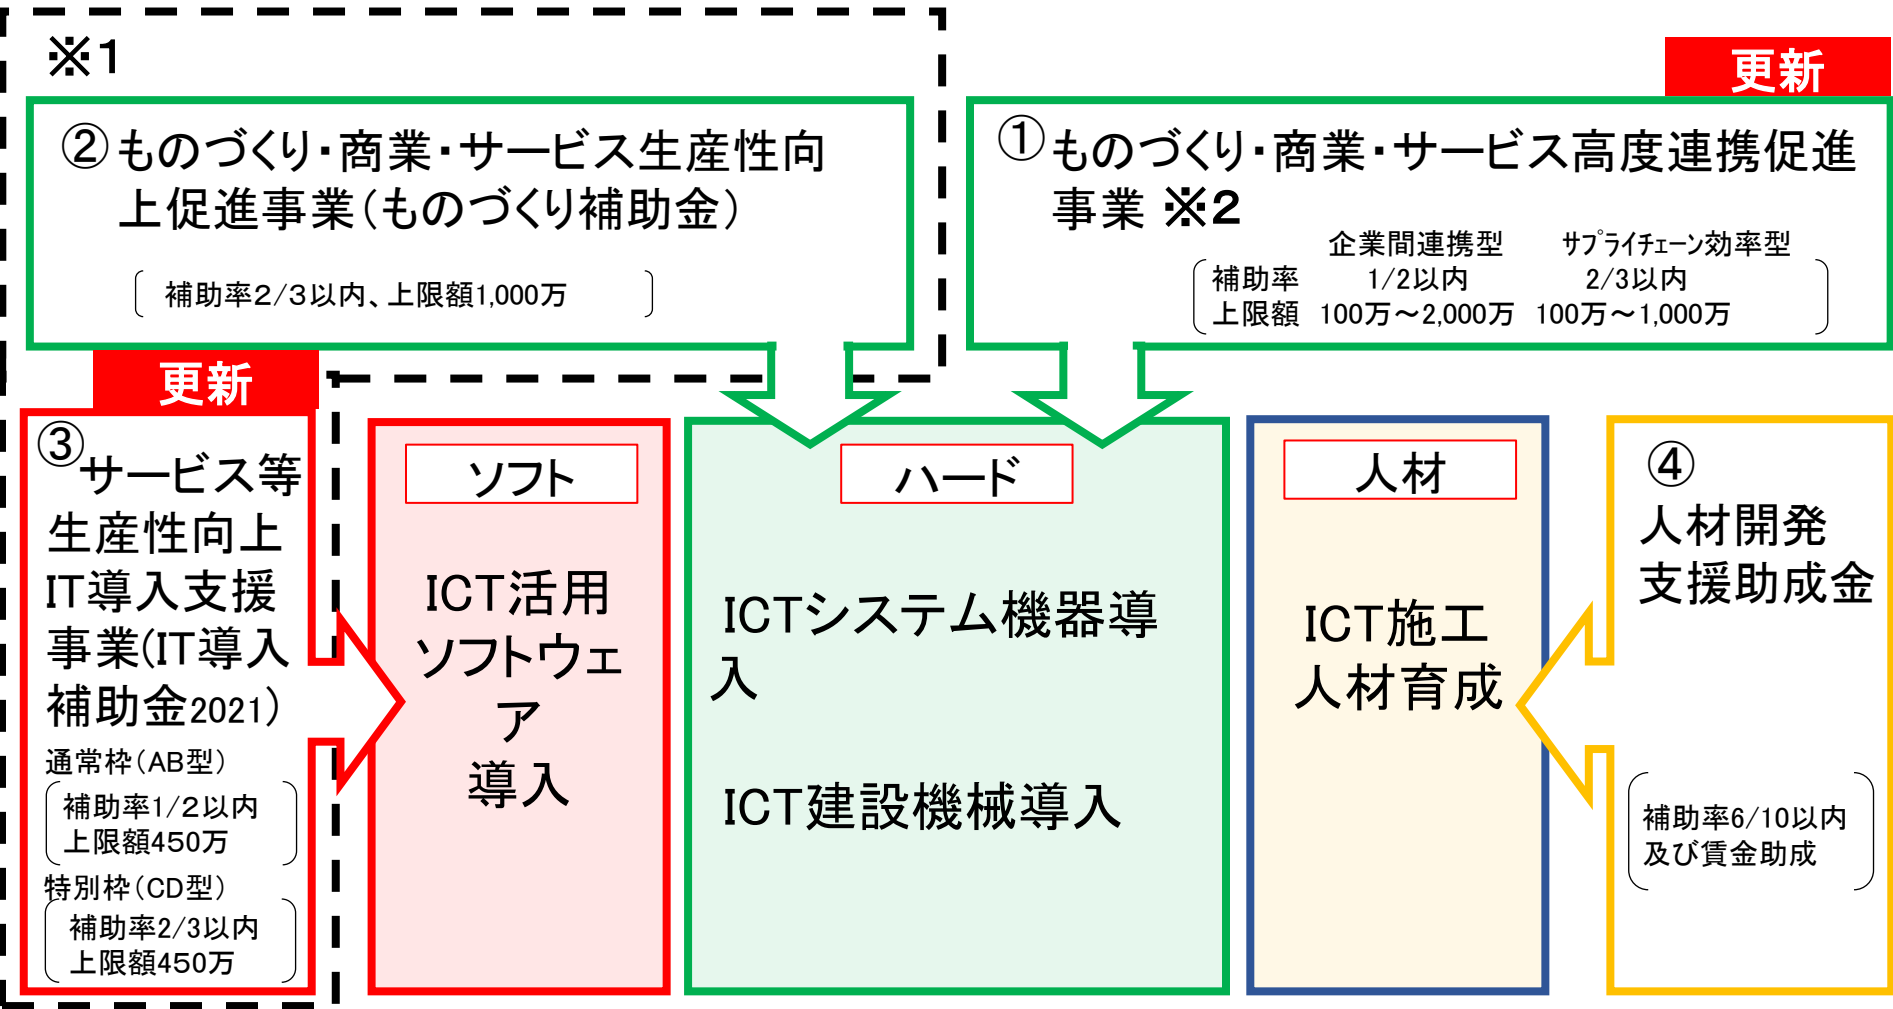 ※1
更新
②ものづくり・商業・サービス生産性向
上促進事業(ものづくり補助金)
補助率2/3以内、上限額1,000万
①ものづくり・商業・サービス高度連携促進
事業 ※2
企業間連携型 サプライチェーン効率型
補助率 1/2以内 2/3以内
上限額 100万～2,000万 100万～1,000万
更新
③サービス等
生産性向上
IT導入支援
事業(IT導入
補助金2021)
通常枠(AB型)
補助率1/2以内
上限額450万
特別枠(CD型)
補助率2/3以内
上限額450万
ソフト
ICT活用
ソフトウェ
ア
導入
ハード
ICTシステム機器導
入
ICT建設機械導入
人材
ICT施工
人材育成
④
人材開発
支援助成金
補助率6/10以内
及び賃金助成